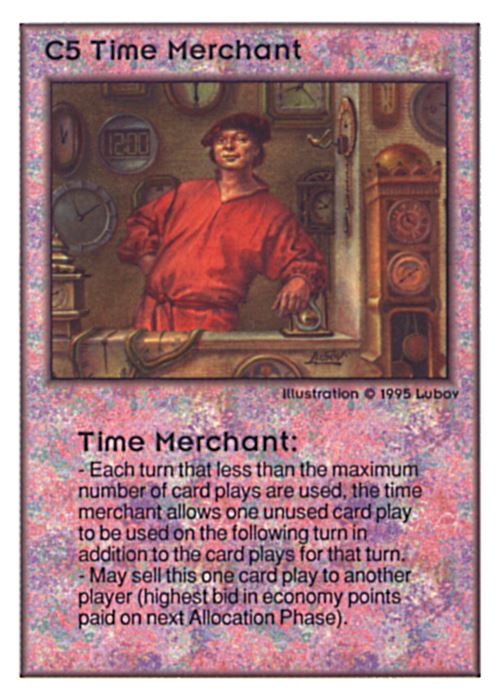 C5 Time Merchant
12:00
Illustration © 1995 Lubov
Time Merchant:
- Each turn that less than the maximum
number of card plays are used, the time
merchant allows one unused card play
to be used on the following turn in
addition to the card plays for that turn.
- May sell this one card play to another
player (highest bid in economy points
paid on next Allocation Phase).